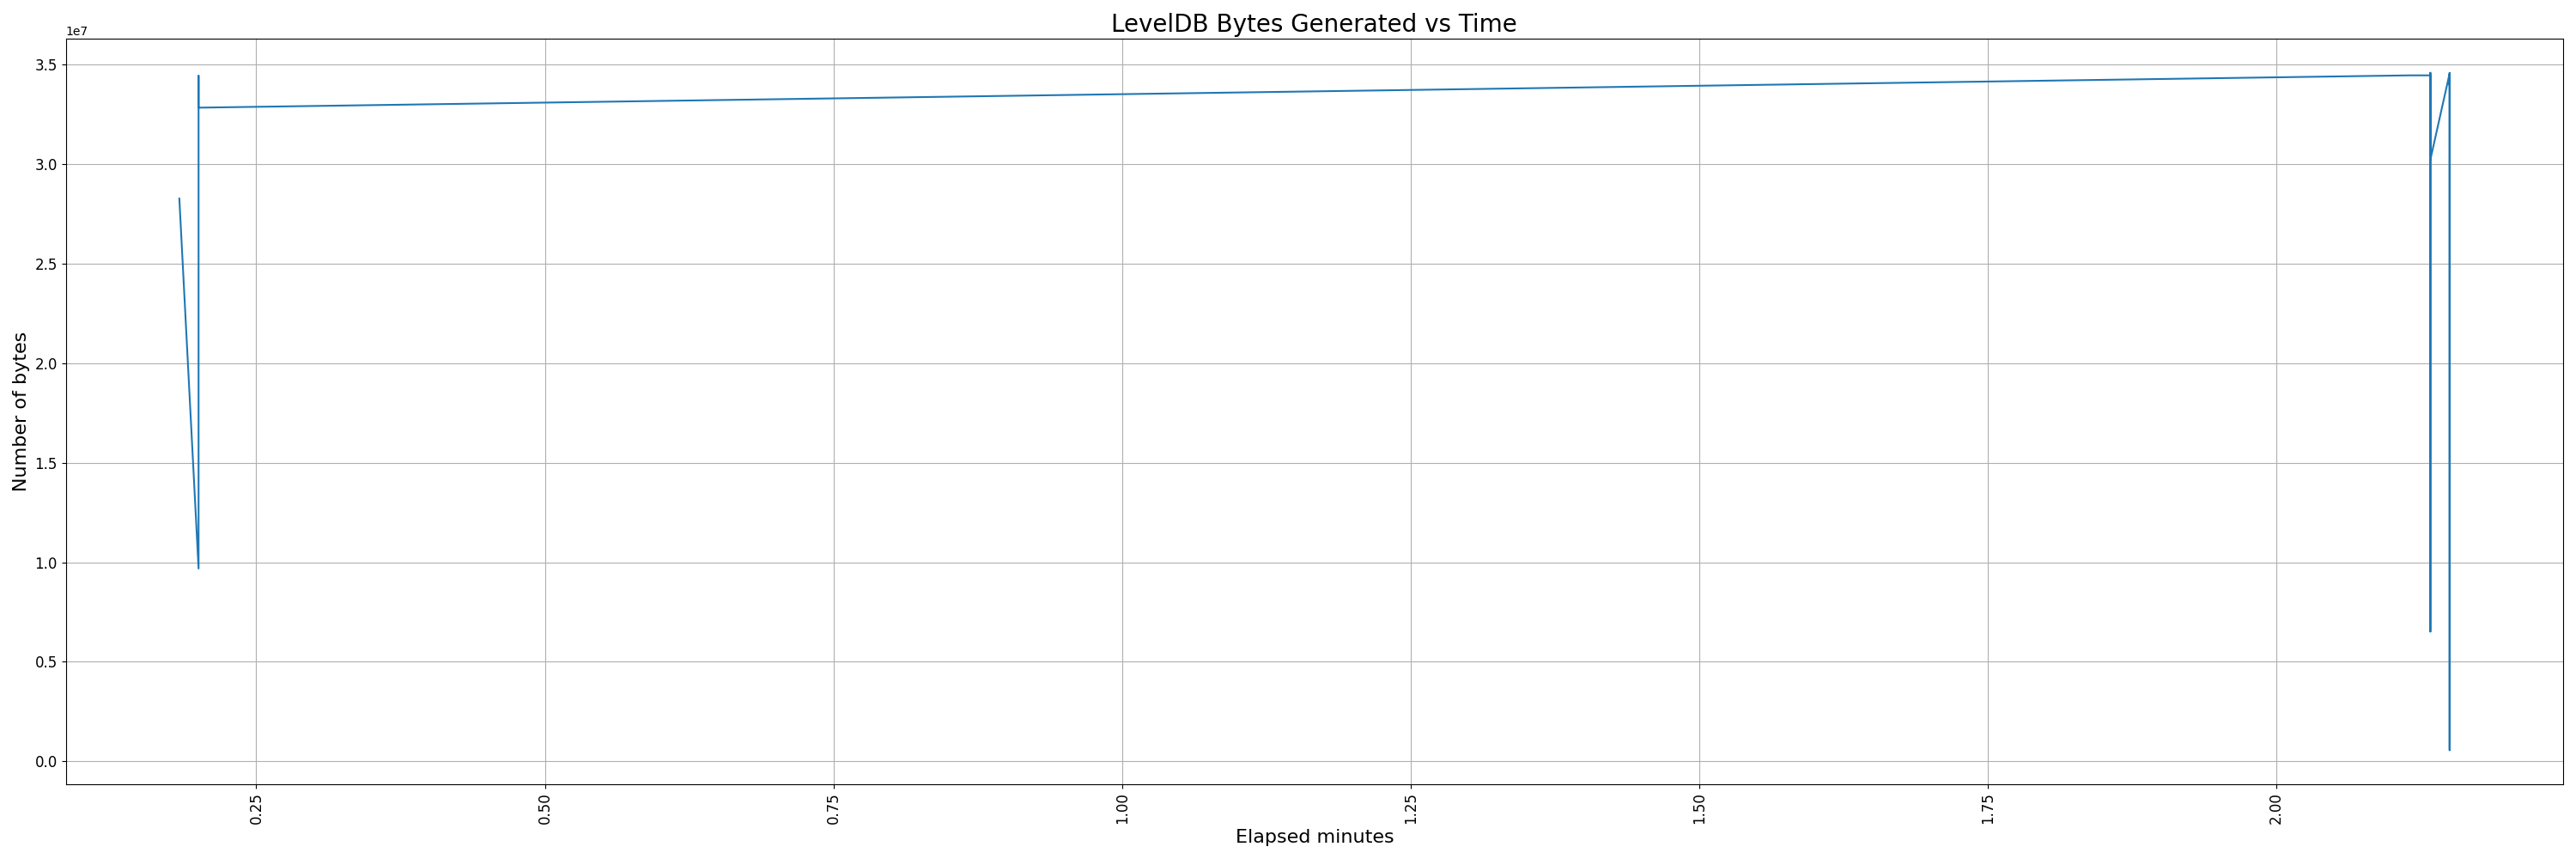 LevelDB Bytes Generated vs Time
1e7
3.5
3.0
2.5
2.0
1.5
1.0
0.5
0.0
Number of bytes
0.25 0.50 0.75 1.00 1.25 1.50 1.75 2.00
Elapsed minutes